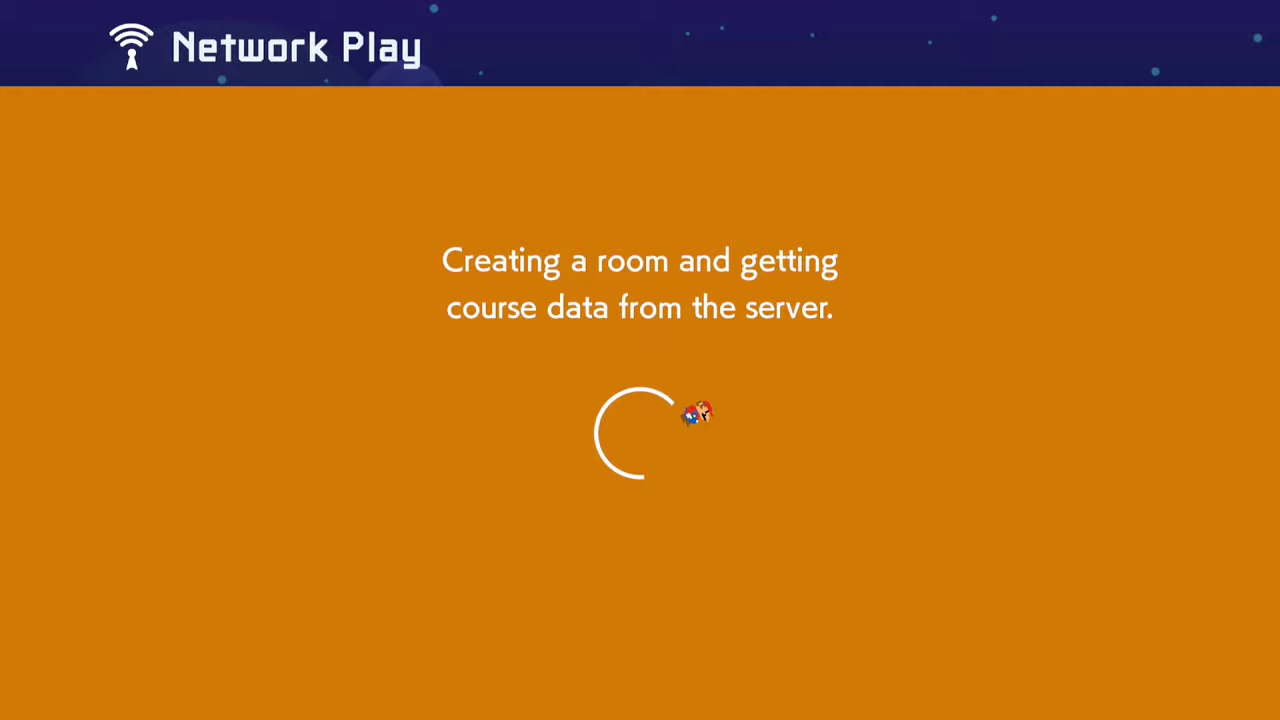 Network Play
Creating a room and getting
course data from the server.